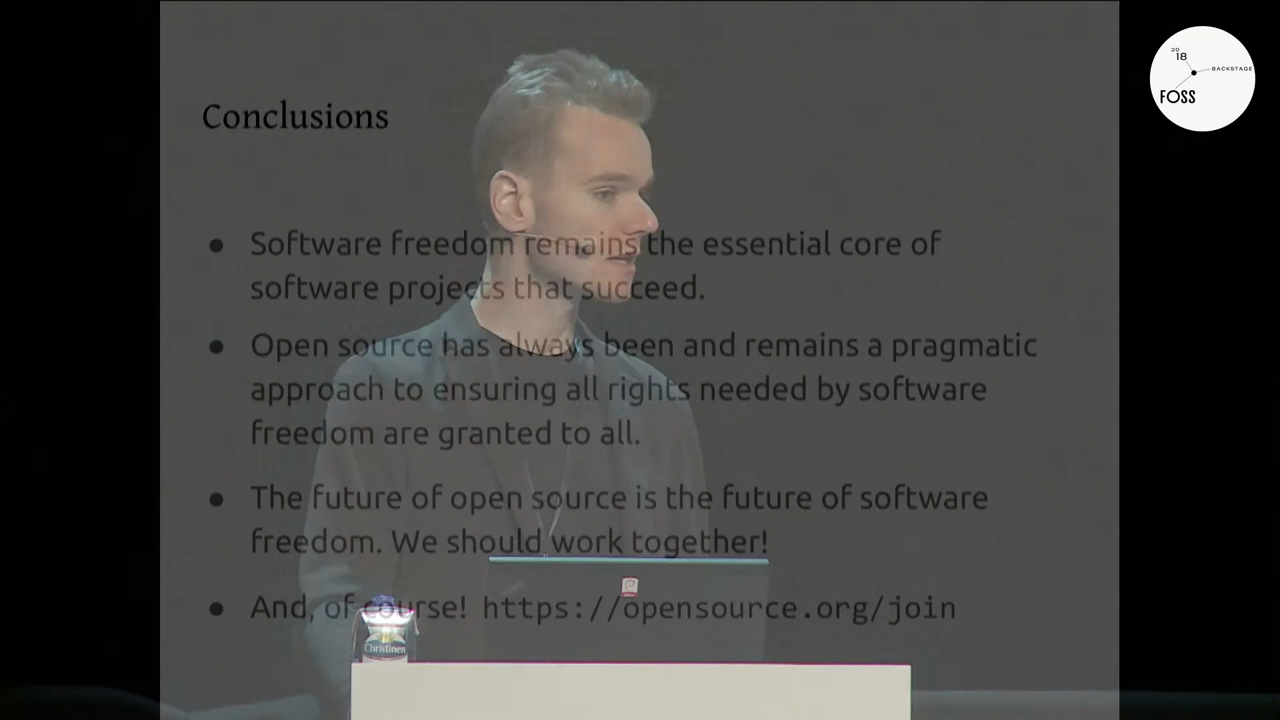 Conclusions
● Software freedom remains the essential core of
software projects that succeed.
● Open source has always been and remains a pragmatic
approach to ensuring all rights needed by software
freedom are granted to all.
● The future of open source is the future of software
freedom. We should work together!
● And, of course! https://opensource.org/join
20
18
BACKSTAGE
FOSS
Christinen